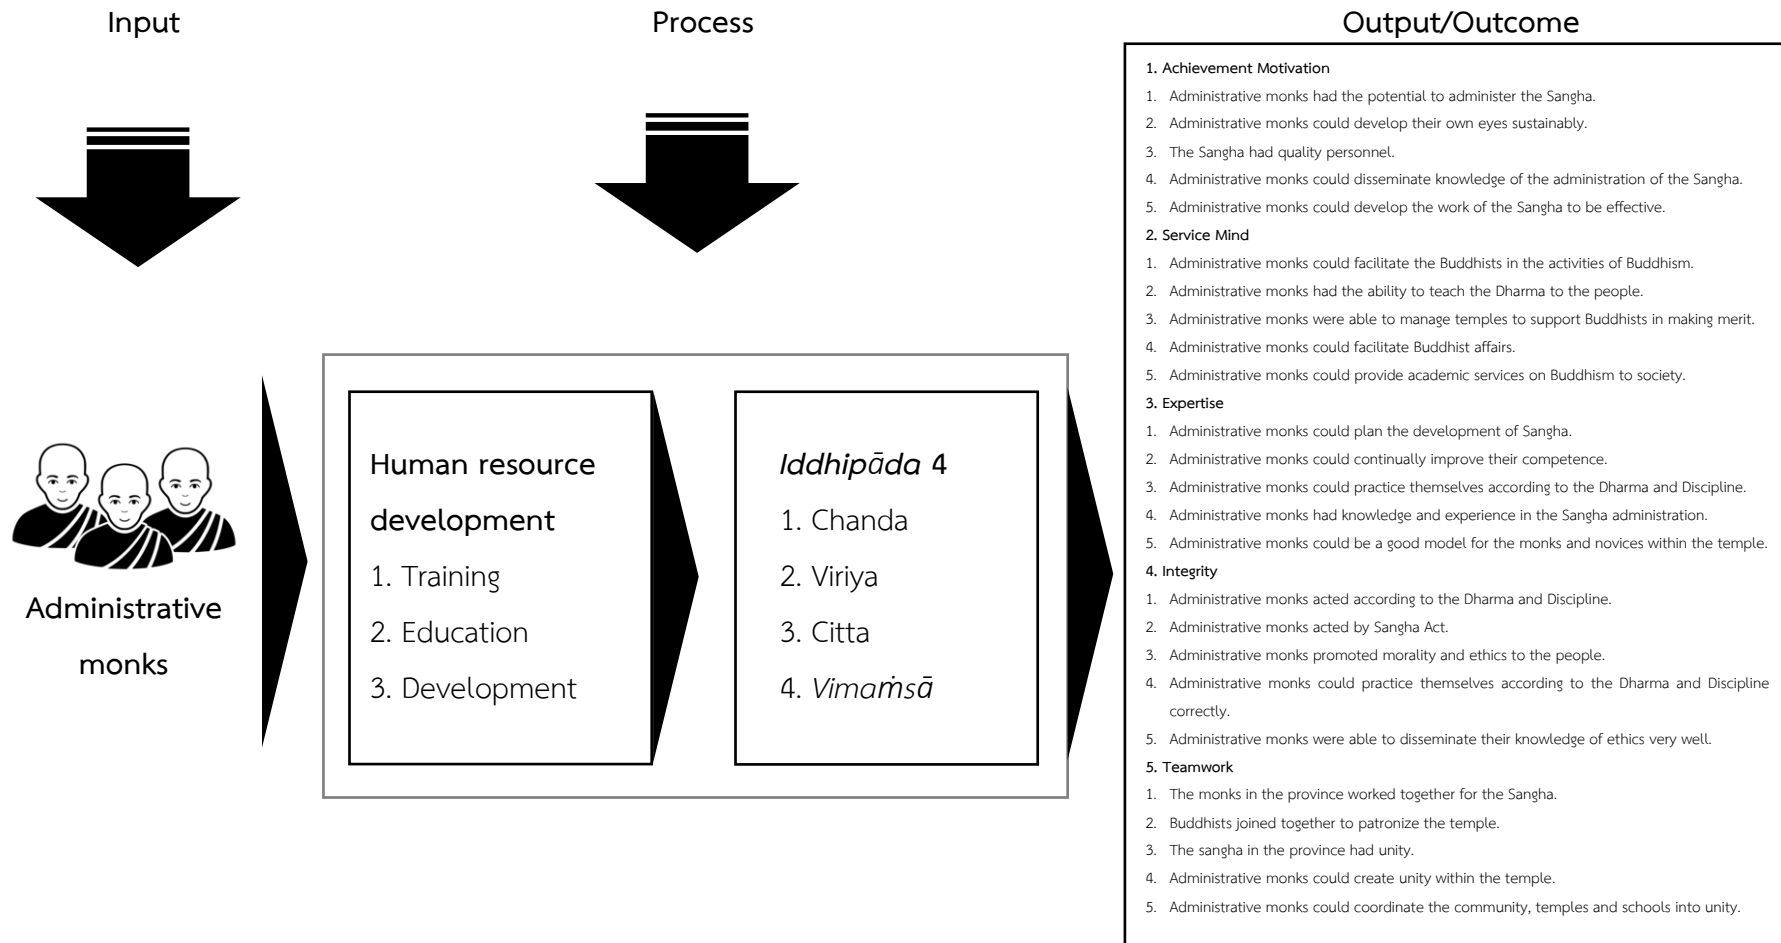 Input
Process
Output/Outcome
Administrative
monks
Human resource
development
1. Training
2. Education
3. Development
Iddhipāda 4
1. Chanda
2. Viriya
3. Citta
4. Vimaṁsā
1. Achievement Motivation
1. Administrative monks had the potential to administer the Sangha.
2. Administrative monks could develop their own eyes sustainably.
3. The Sangha had quality personnel.
4. Administrative monks could disseminate knowledge of the administration of the Sangha.
5. Administrative monks could develop the work of the Sangha to be effective.
2. Service Mind
1. Administrative monks could facilitate the Buddhists in the activities of Buddhism.
2. Administrative monks had the ability to teach the Dharma to the people.
3. Administrative monks were able to manage temples to support Buddhists in making merit.
4. Administrative monks could facilitate Buddhist affairs.
5. Administrative monks could provide academic services on Buddhism to society.
3. Expertise
1. Administrative monks could plan the development of Sangha.
2. Administrative monks could continually improve their competence.
3. Administrative monks could practice themselves according to the Dharma and Discipline.
4. Administrative monks had knowledge and experience in the Sangha administration.
5. Administrative monks could be a good model for the monks and novices within the temple.
4. Integrity
1. Administrative monks acted according to the Dharma and Discipline.
2. Administrative monks acted by Sangha Act.
3. Administrative monks promoted morality and ethics to the people.
4. Administrative monks could practice themselves according to the Dharma and Discipline
correctly.
5. Administrative monks were able to disseminate their knowledge of ethics very well.
5. Teamwork
1. The monks in the province worked together for the Sangha.
2. Buddhists joined together to patronize the temple.
3. The sangha in the province had unity.
4. Administrative monks could create unity within the temple.
5. Administrative monks could coordinate the community, temples and schools into unity.